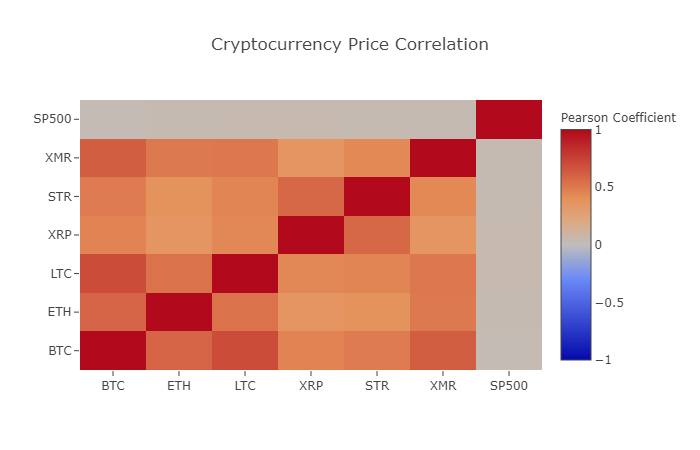 Cryptocurrency Price Correlation
SP500
XMR
STR
XRP
LTC
ETH
BTC
BTC ETH LTC XRP STR XMR SP500
Pearson Coefficient
1
0.5
0
−0.5
−1